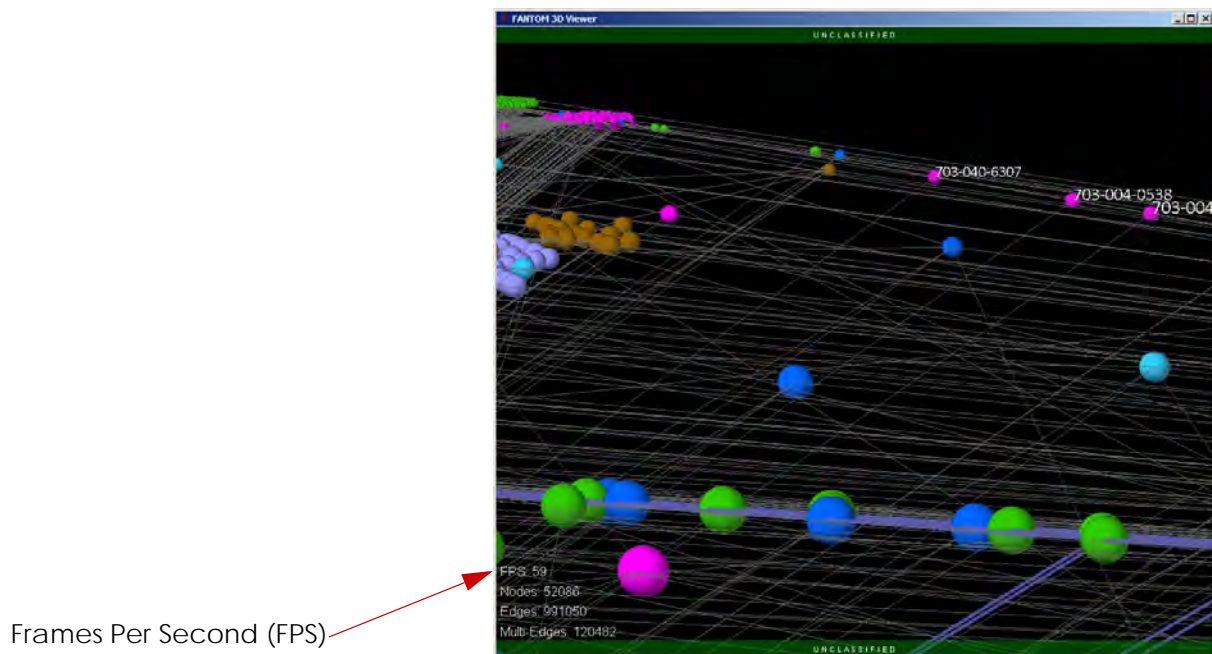 FANTOM 3D Viewer
UNCLASSIFIED
703-040-6307
703-004-0538
703-004
FPS: 59
Nodes: 52086
Edges: 991050
Multi-Edges: 120482
Frames Per Second (FPS)
UNCLASSIFIED